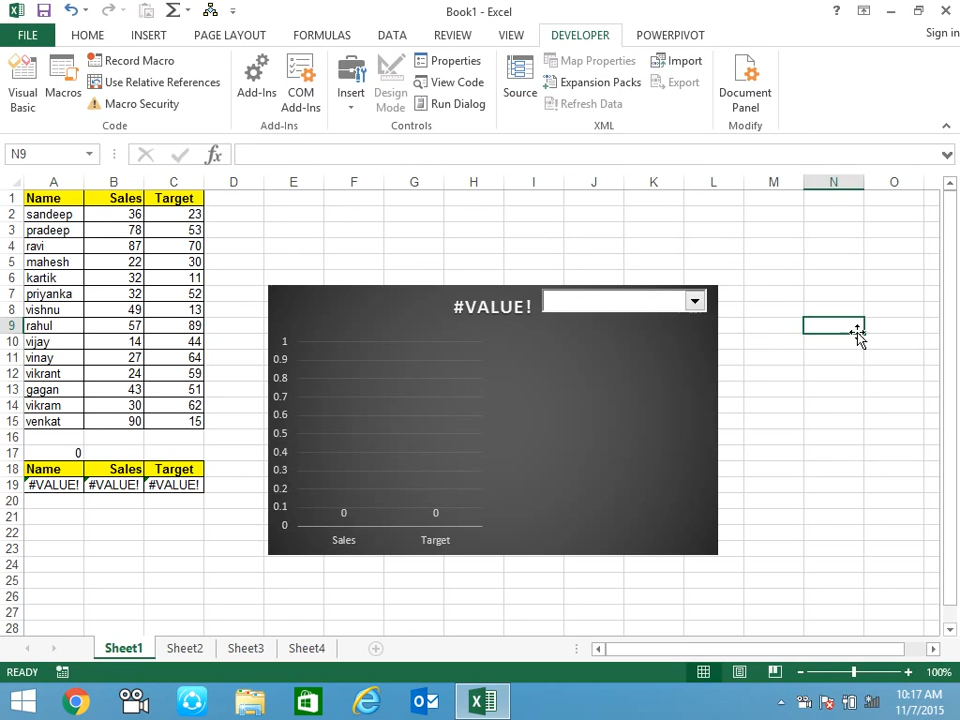 Book1 - Excel
Sign in
FILE HOME INSERT PAGE LAYOUT FORMULAS DATA REVIEW VIEW DEVELOPER POWERPIVOT
Visual Basic
Macros
Record Macro
Use Relative References
Macro Security
Code
Add-Ins
COM Add-Ins
Add-Ins
Insert
Design Mode
Properties
View Code
Run Dialog
Controls
Source
Map Properties
Expansion Packs
Refresh Data
Import
Export
XML
Document Panel
Modify
N9
fx
A B C D E F G H I J K L M N O
1 Name Sales Target
2 sandeep 36 23
3 pradeep 78 53
4 ravi 87 70
5 mahesh 22 30
6 kartik 32 11
7 priyanka 32 52
8 vishnu 49 13
9 rahul 57 89
10 vijay 14 44
11 vinay 27 64
12 vikrant 24 59
13 gagan 43 51
14 vikram 30 62
15 venkat 90 15
16
17 0
18 Name Sales Target
19 #VALUE! #VALUE! #VALUE!
20
21
22
23
24
25
26
27
28
#VALUE!
1
0.9
0.8
0.7
0.6
0.5
0.4
0.3
0.2
0.1
0
0 0
Sales Target
Sheet1 Sheet2 Sheet3 Sheet4
READY
100%
10:17 AM
11/7/2015